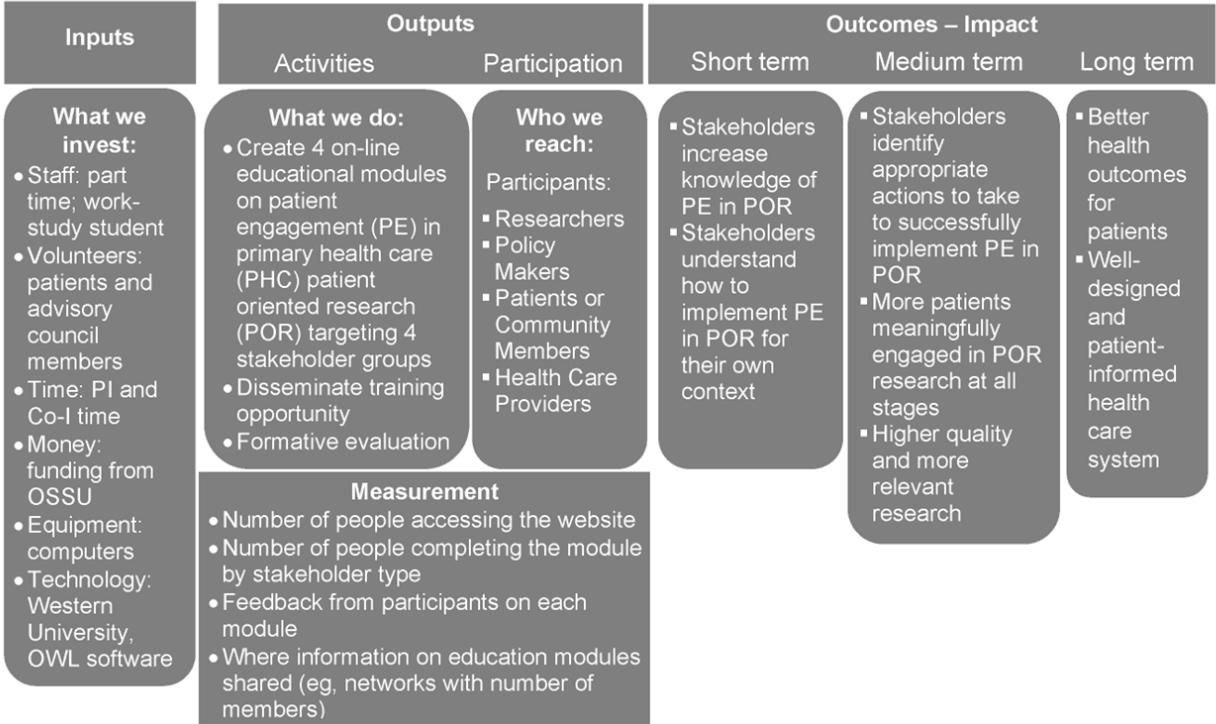 Inputs
What we
invest:
• Staff: part
time; work-
study student
• Volunteers:
patients and
advisory
council
members
• Time: PI and
Co-I time
• Money:
funding from
OSSU
• Equipment:
computers
• Technology:
Western
University,
OWL software
Outputs
Activities
Participation
What we do:
• Create 4 on-line
educational modules
on patient
engagement (PE) in
primary health care
(PHC) patient
oriented research
(POR) targeting 4
stakeholder groups
• Disseminate training
opportunity
• Formative evaluation
Who we
reach:
Participants:
▪ Researchers
▪ Policy
Makers
▪ Patients or
Community
Members
▪ Health Care
Providers
Measurement
• Number of people accessing the website
• Number of people completing the module
by stakeholder type
• Feedback from participants on each
module
• Where information on education modules
shared (eg, networks with number of
members)
Outcomes – Impact
Short term
Medium term
Long term
▪ Stakeholders
increase
knowledge of
PE in POR
▪ Stakeholders
understand
how to
implement PE
in POR for
their own
context
▪ Stakeholders
identify
appropriate
actions to take
to successfully
implement PE in
POR
▪ More patients
meaningfully
engaged in POR
research at all
stages
▪ Higher quality
and more
relevant
research
▪ Better
health
outcomes
for
patients
▪ Well-
designed
and
patient-
informed
health
care
system